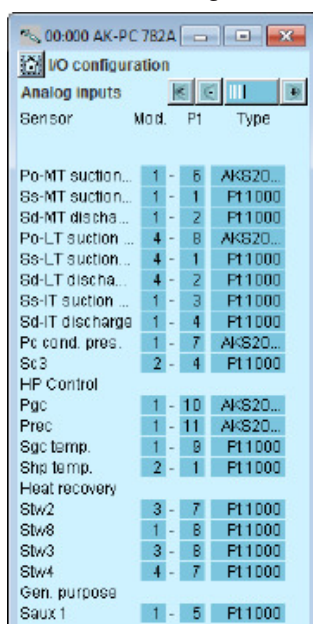 00:000 AK-PC 782A
I/O configuration
Analog inputs
Sensor Mod. Pt Type
Po-MT suction... 1 - 6 AKS20...
Ss-MT suction... 1 - 1 Pt1000
Sd-MT discha... 1 - 2 Pt1000
Po-LT suction ... 4 - 8 AKS20...
Ss-LT suction... 4 - 1 Pt1000
Sd-LT discha... 4 - 2 Pt1000
Ss-IT suction ... 1 - 3 Pt1000
Sd-IT discharge 1 - 4 Pt1000
Pc cond. pres. 1 - 7 AKS20...
Sc3 2 - 4 Pt1000
HP Control
Pgc 1 - 10 AKS20...
Prec 1 - 11 AKS20...
Sgc temp. 1 - 9 Pt1000
Shp temp. 2 - 1 Pt1000
Heat recovery
Stw2 3 - 7 Pt1000
Stw8 1 - 8 Pt1000
Stw3 3 - 8 Pt1000
Stw4 4 - 7 Pt1000
Gen. purpose
Saux 1 1 - 5 Pt1000